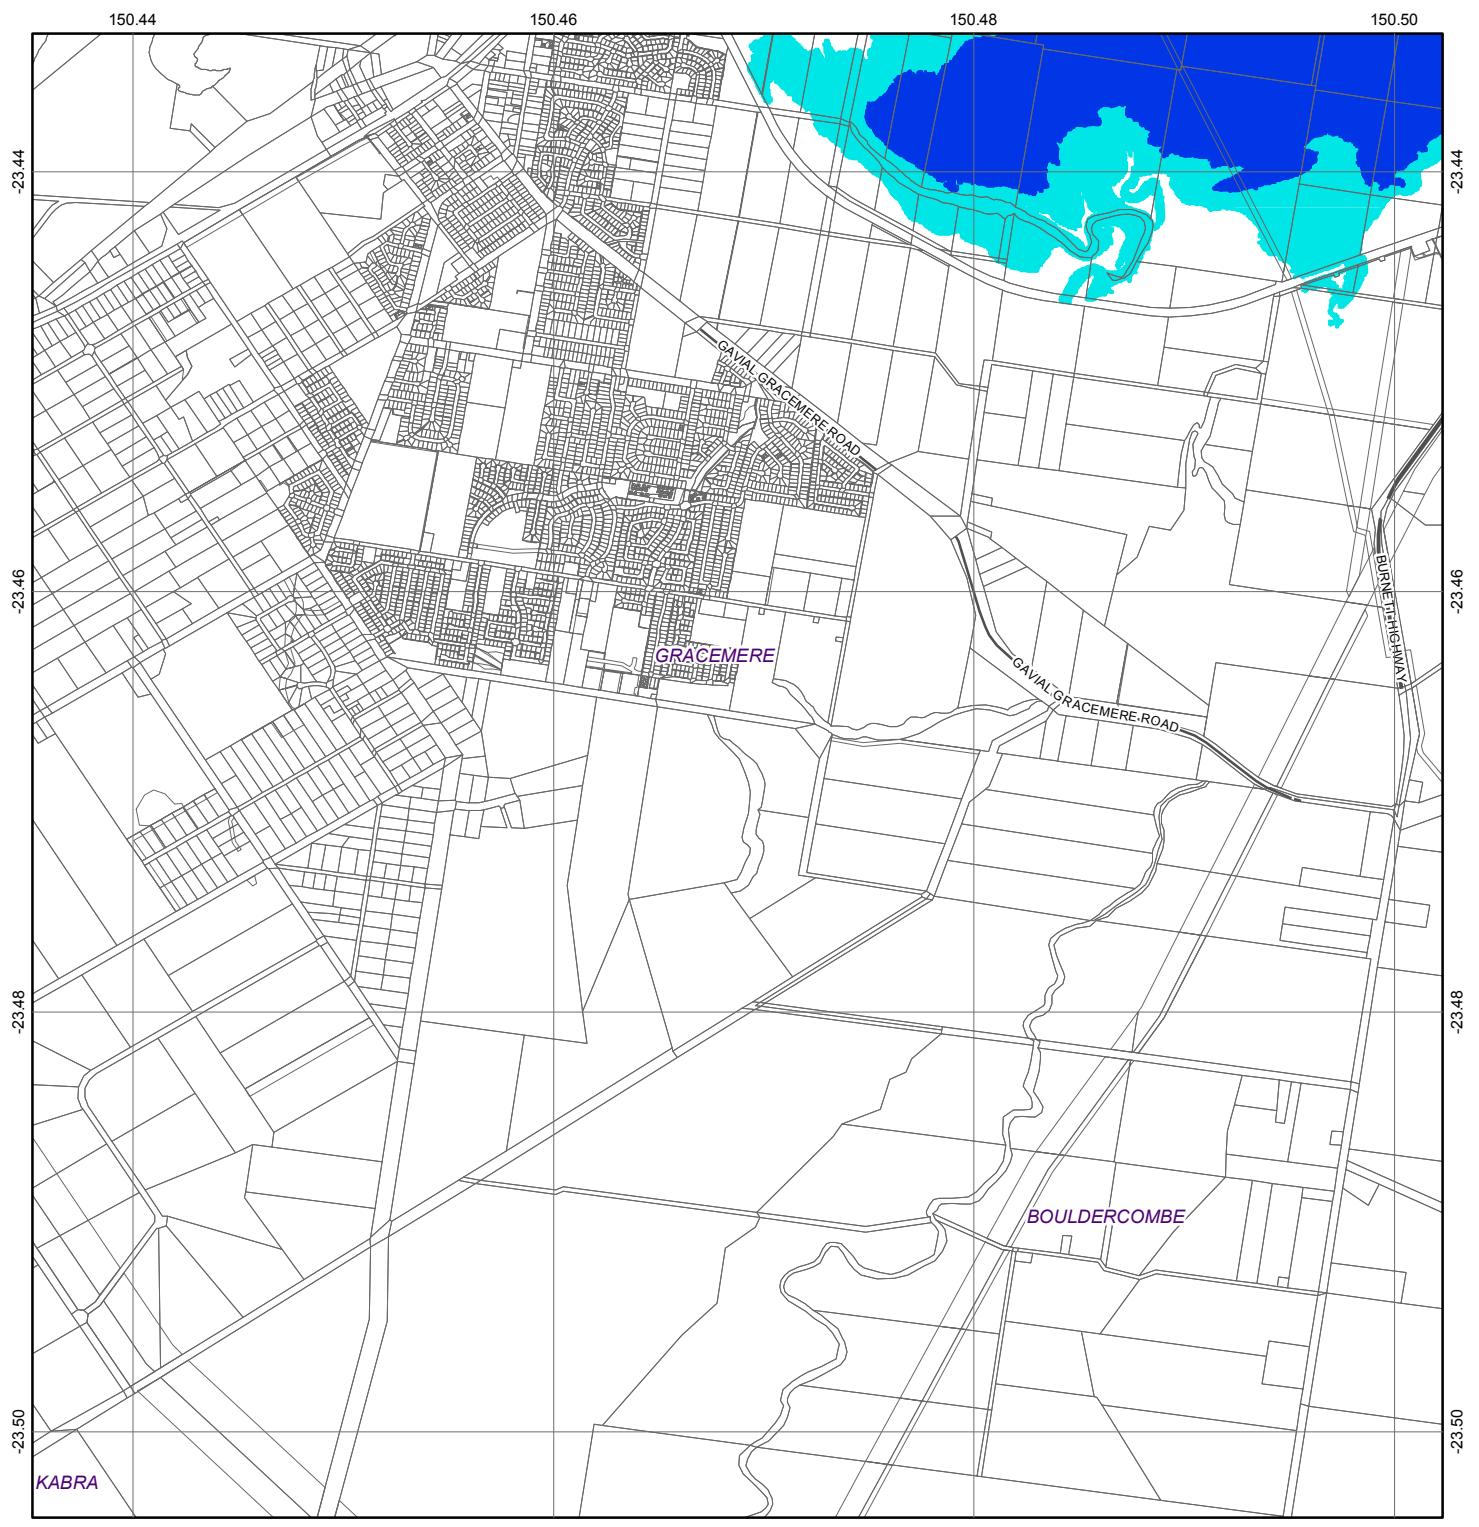 150.44 150.46 150.48 150.50
-23.44 -23.44
GAVIAL GRACEMERE ROAD
-23.46 -23.46
BURNETT HIGHWAY
GRACEMERE
GAVIAL GRACEMERE ROAD
-23.48 -23.48
BOULDERCOMBE
-23.50 -23.50
KABRA